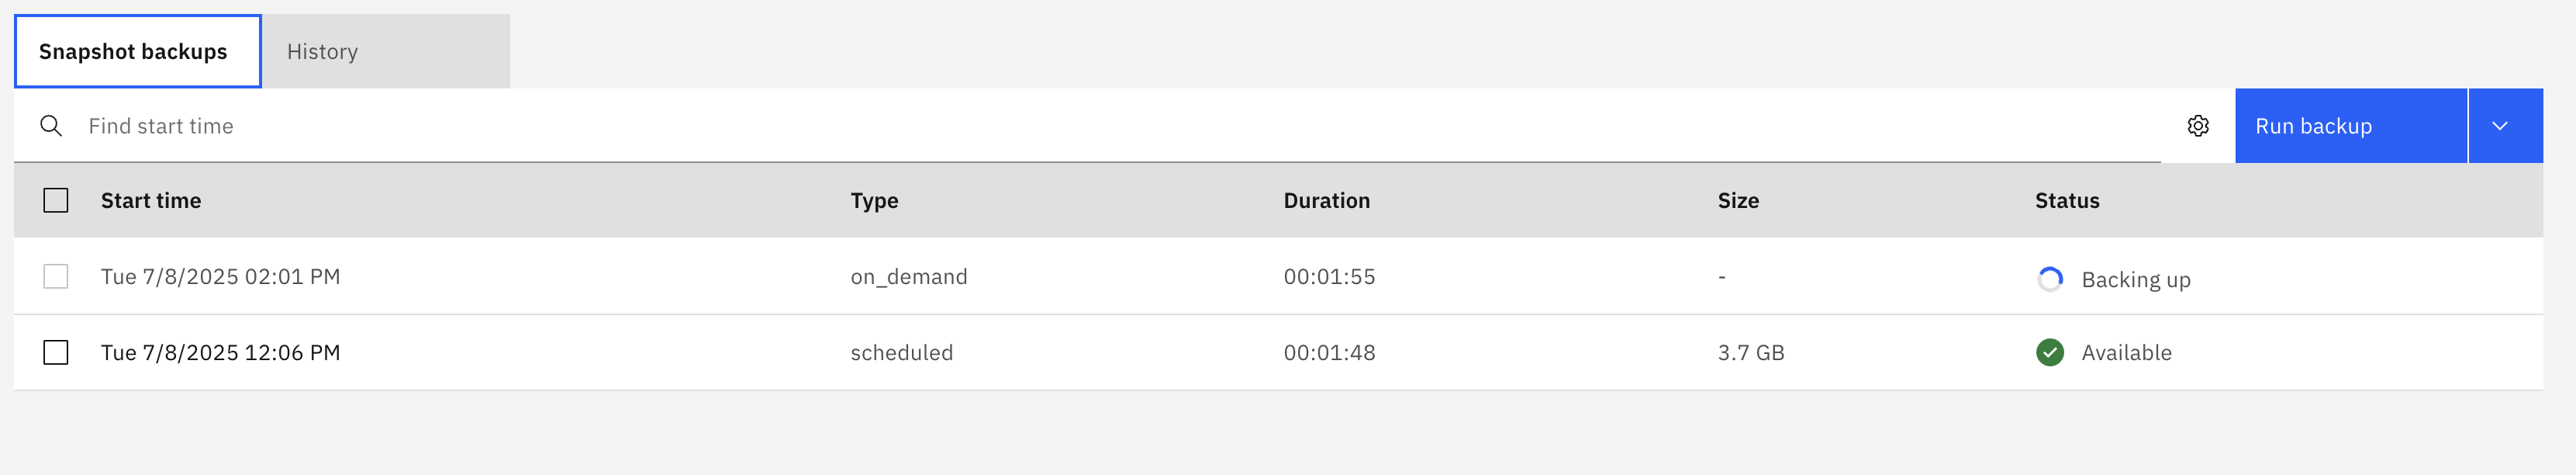 Snapshot backups History
Find start time Run backup
Start time Type Duration Size Status
Tue 7/8/2025 02:01 PM on_demand 00:01:55 - Backing up
Tue 7/8/2025 12:06 PM scheduled 00:01:48 3.7 GB Available